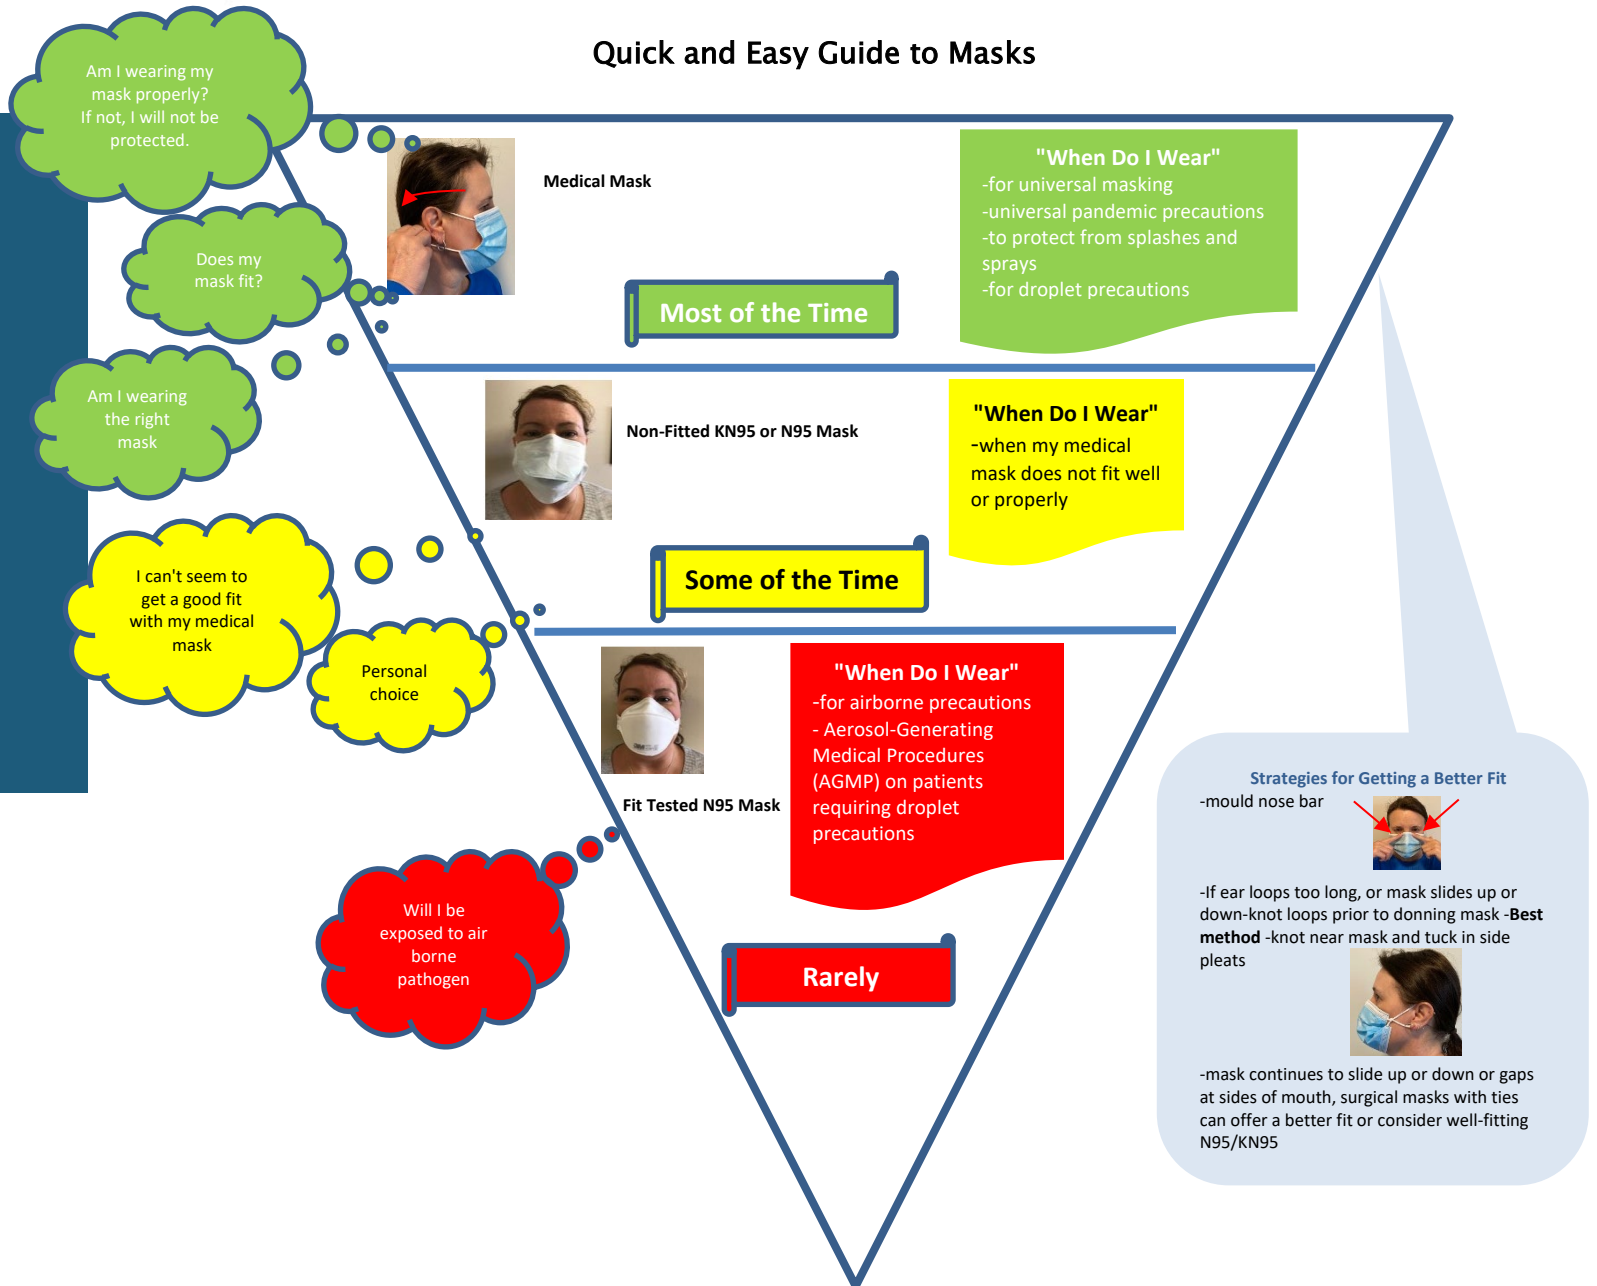 Quick and Easy Guide to Masks
Am I wearing my
mask properly?
If not, I will not be
protected.
Does my
mask fit?
Am I wearing
the right
mask
Medical Mask
"When Do I Wear"
-for universal masking
-universal pandemic precautions
-to protect from splashes and
sprays
-for droplet precautions
Most of the Time
I can't seem to
get a good fit
with my medical
mask
Personal
choice
Non-Fitted KN95 or N95 Mask
"When Do I Wear"
-when my medical
mask does not fit well
or properly
Some of the Time
Will I be
exposed to air
borne
pathogen
Fit Tested N95 Mask
"When Do I Wear"
-for airborne precautions
- Aerosol-Generating
Medical Procedures
(AGMP) on patients
requiring droplet
precautions
Rarely
Strategies for Getting a Better Fit
-mould nose bar
-If ear loops too long, or mask slides up or
down-knot loops prior to donning mask -Best
method -knot near mask and tuck in side
pleats
-mask continues to slide up or down or gaps
at sides of mouth, surgical masks with ties
can offer a better fit or consider well-fitting
N95/KN95